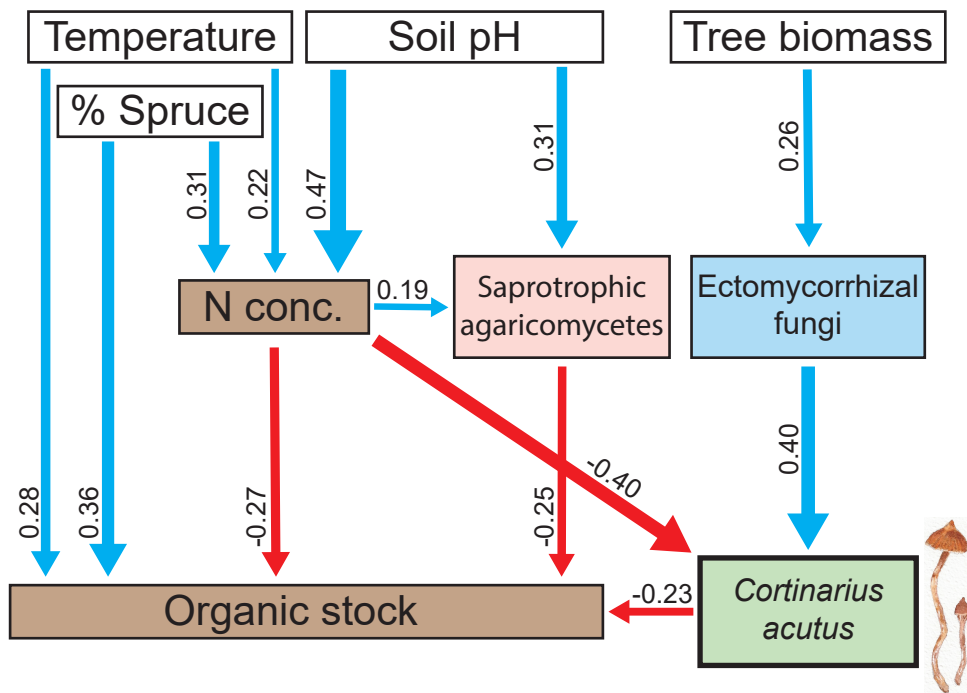 Temperature
Soil pH
Tree biomass
% Spruce
0.31
0.22
0.47
0.31
0.26
N conc.
0.19
Saprotrophic
agaricomycetes
Ectomycorrhizal
fungi
0.28
0.36
-0.27
-0.25
-0.40
0.40
Organic stock
-0.23
Cortinarius
acutus